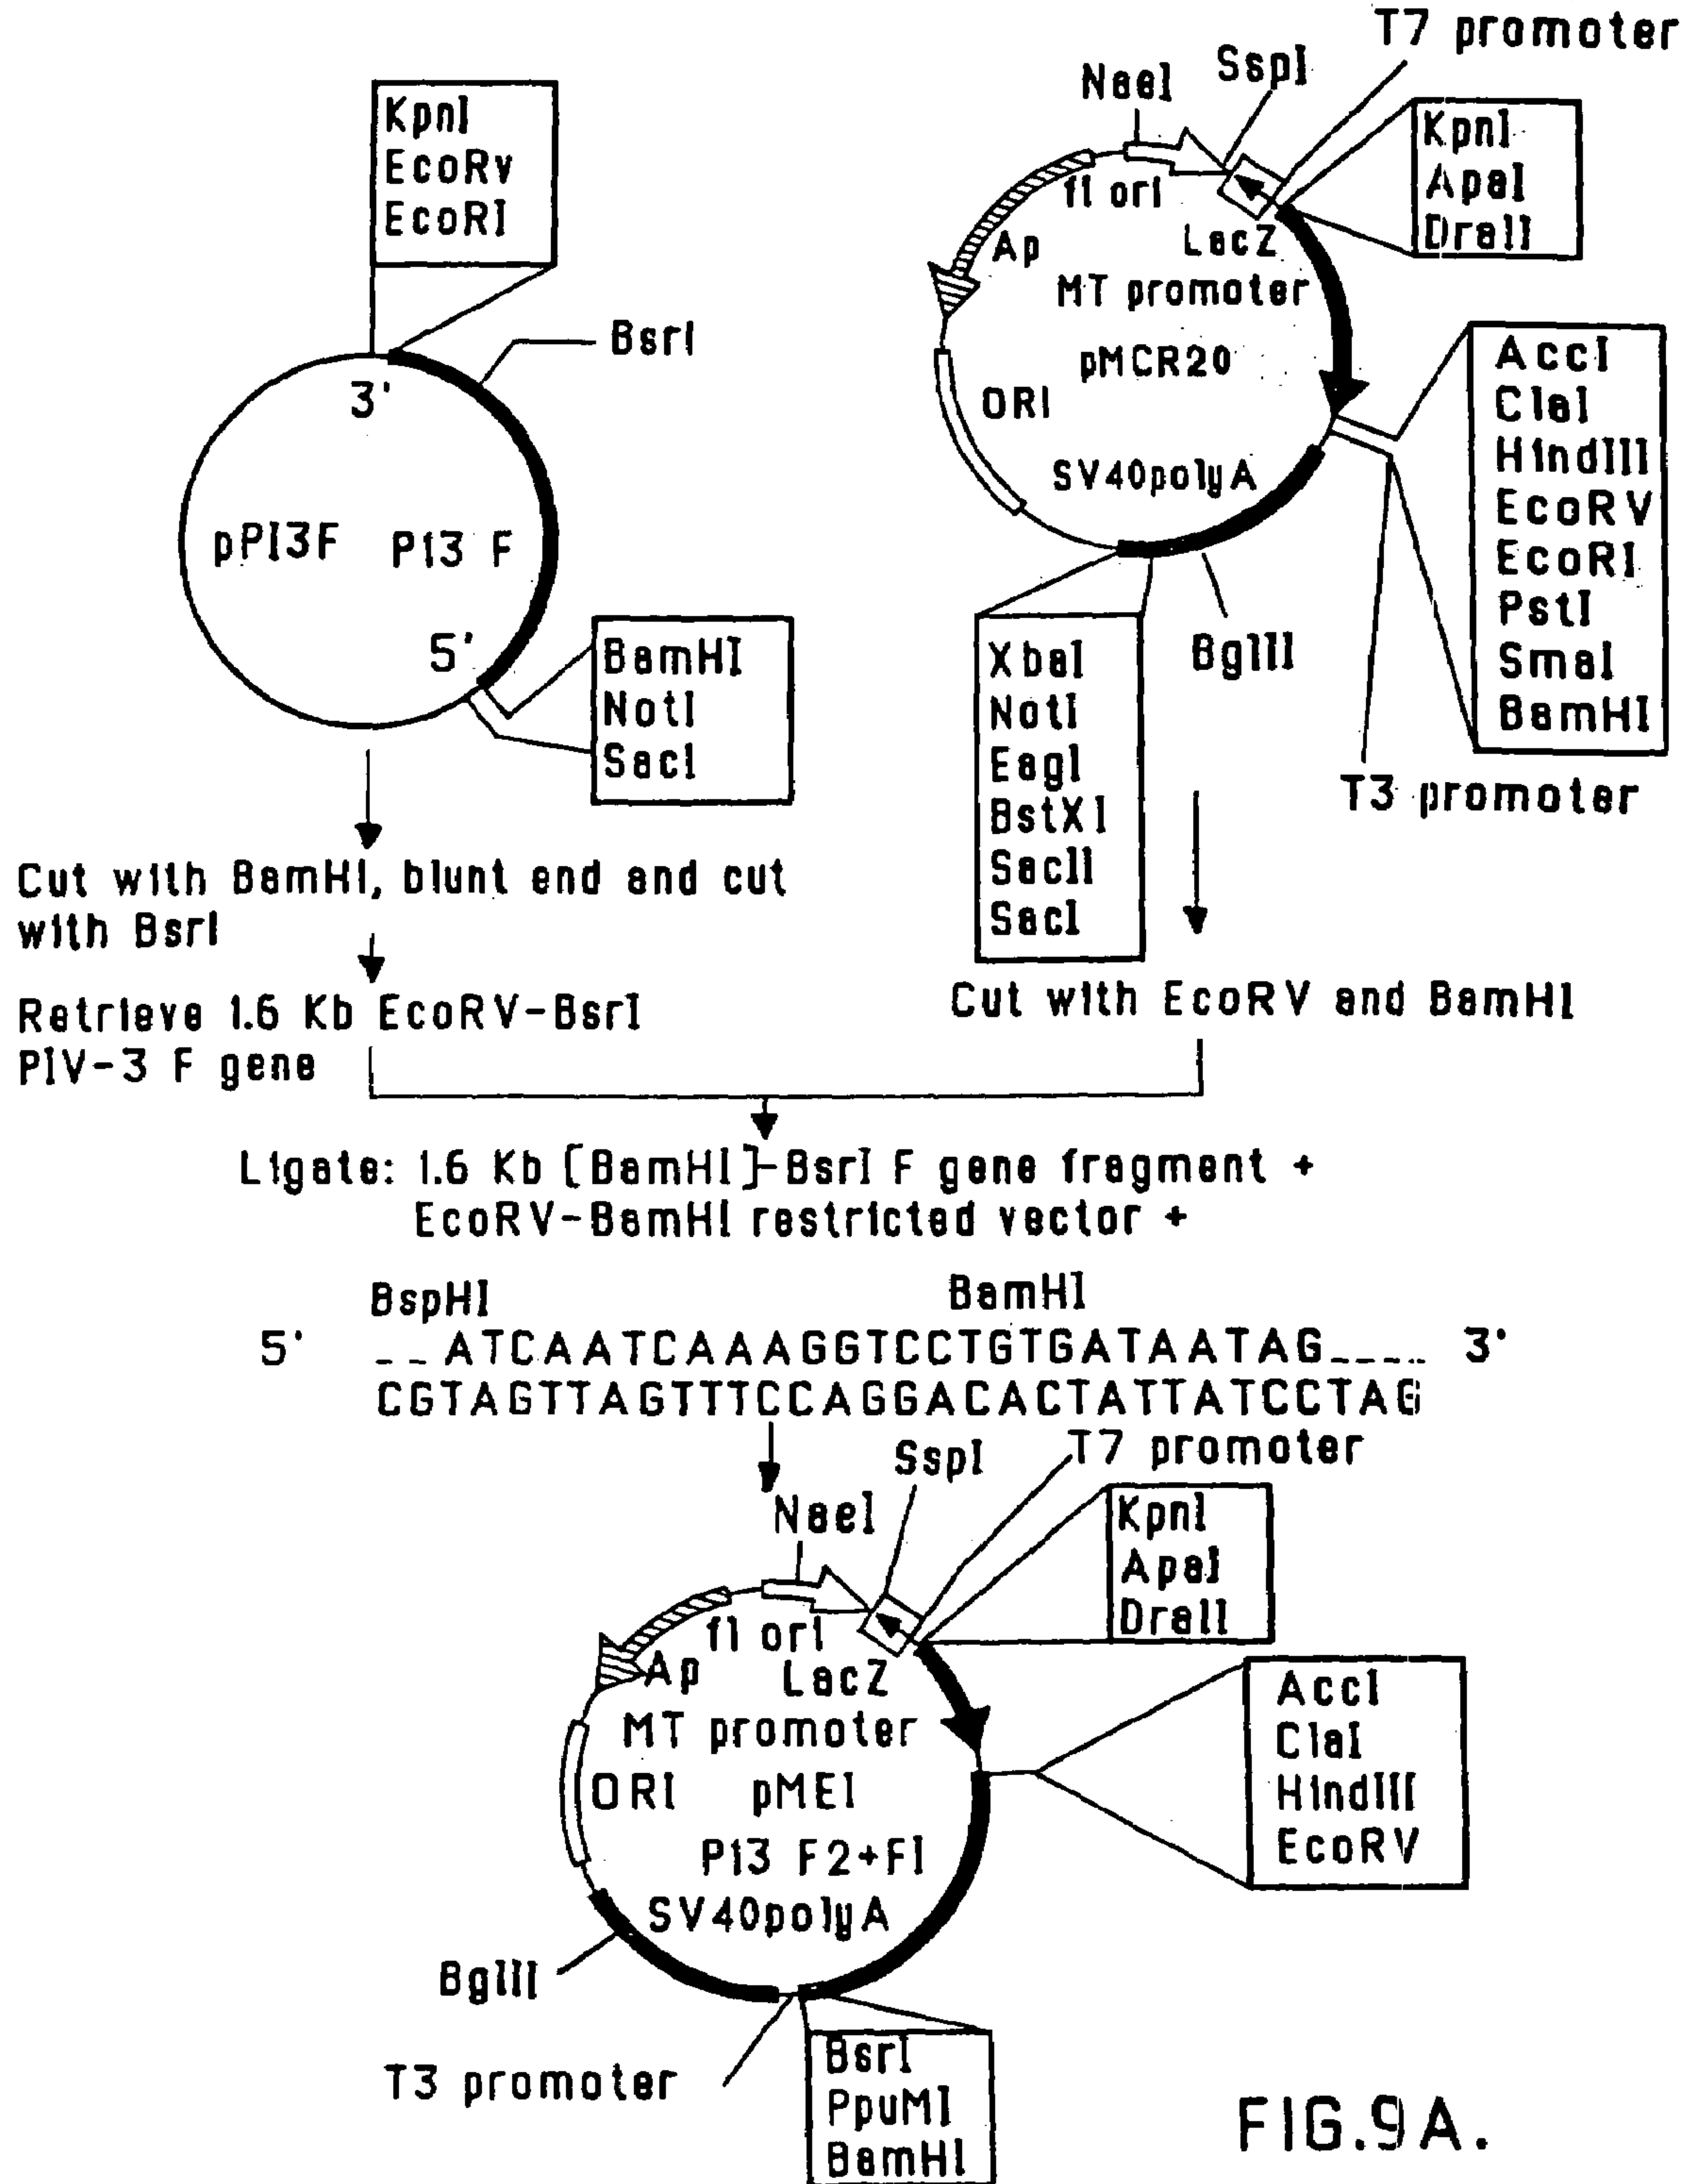 KpnI
EcoRv
EcoRI
BsrI
3'
pPI3F
PI3 F
5'
BamHI
NotI
SacI
NaeI
SspI
T7 promoter
KpnI
ApaI
DraII
f1 ori
Ap
LacZ
MT promoter
pMCR20
ORI
SV40polyA
AccI
ClaI
HindIII
EcoRV
EcoRI
PstI
SmaI
BamHI
XbaI
NotI
EagI
BstXI
SacII
SacI
BglII
T3 promoter
Cut with BamHI, blunt end and cut
with BsrI
Retrieve 1.6 Kb EcoRV-BsrI
PIV-3 F gene
Cut with EcoRV and BamHI
Ligate: 1.6 Kb [BamHI]-BsrI F gene fragment +
EcoRV-BamHI restricted vector +
BspHI
BamHI
5' __ATCAATCAAAGGTCCTGTGATAATAG____ 3'
CGTAGTTAGTTTCCAGGACACTATTATCCTAG
NaeI
SspI
T7 promoter
KpnI
ApaI
DraII
f1 ori
Ap
LacZ
MT promoter
ORI
pMEI
PI3 F2+FI
SV40polyA
AccI
ClaI
HindIII
EcoRV
BglII
T3 promoter
BsrI
PpuMI
BamHI
FIG.9A.